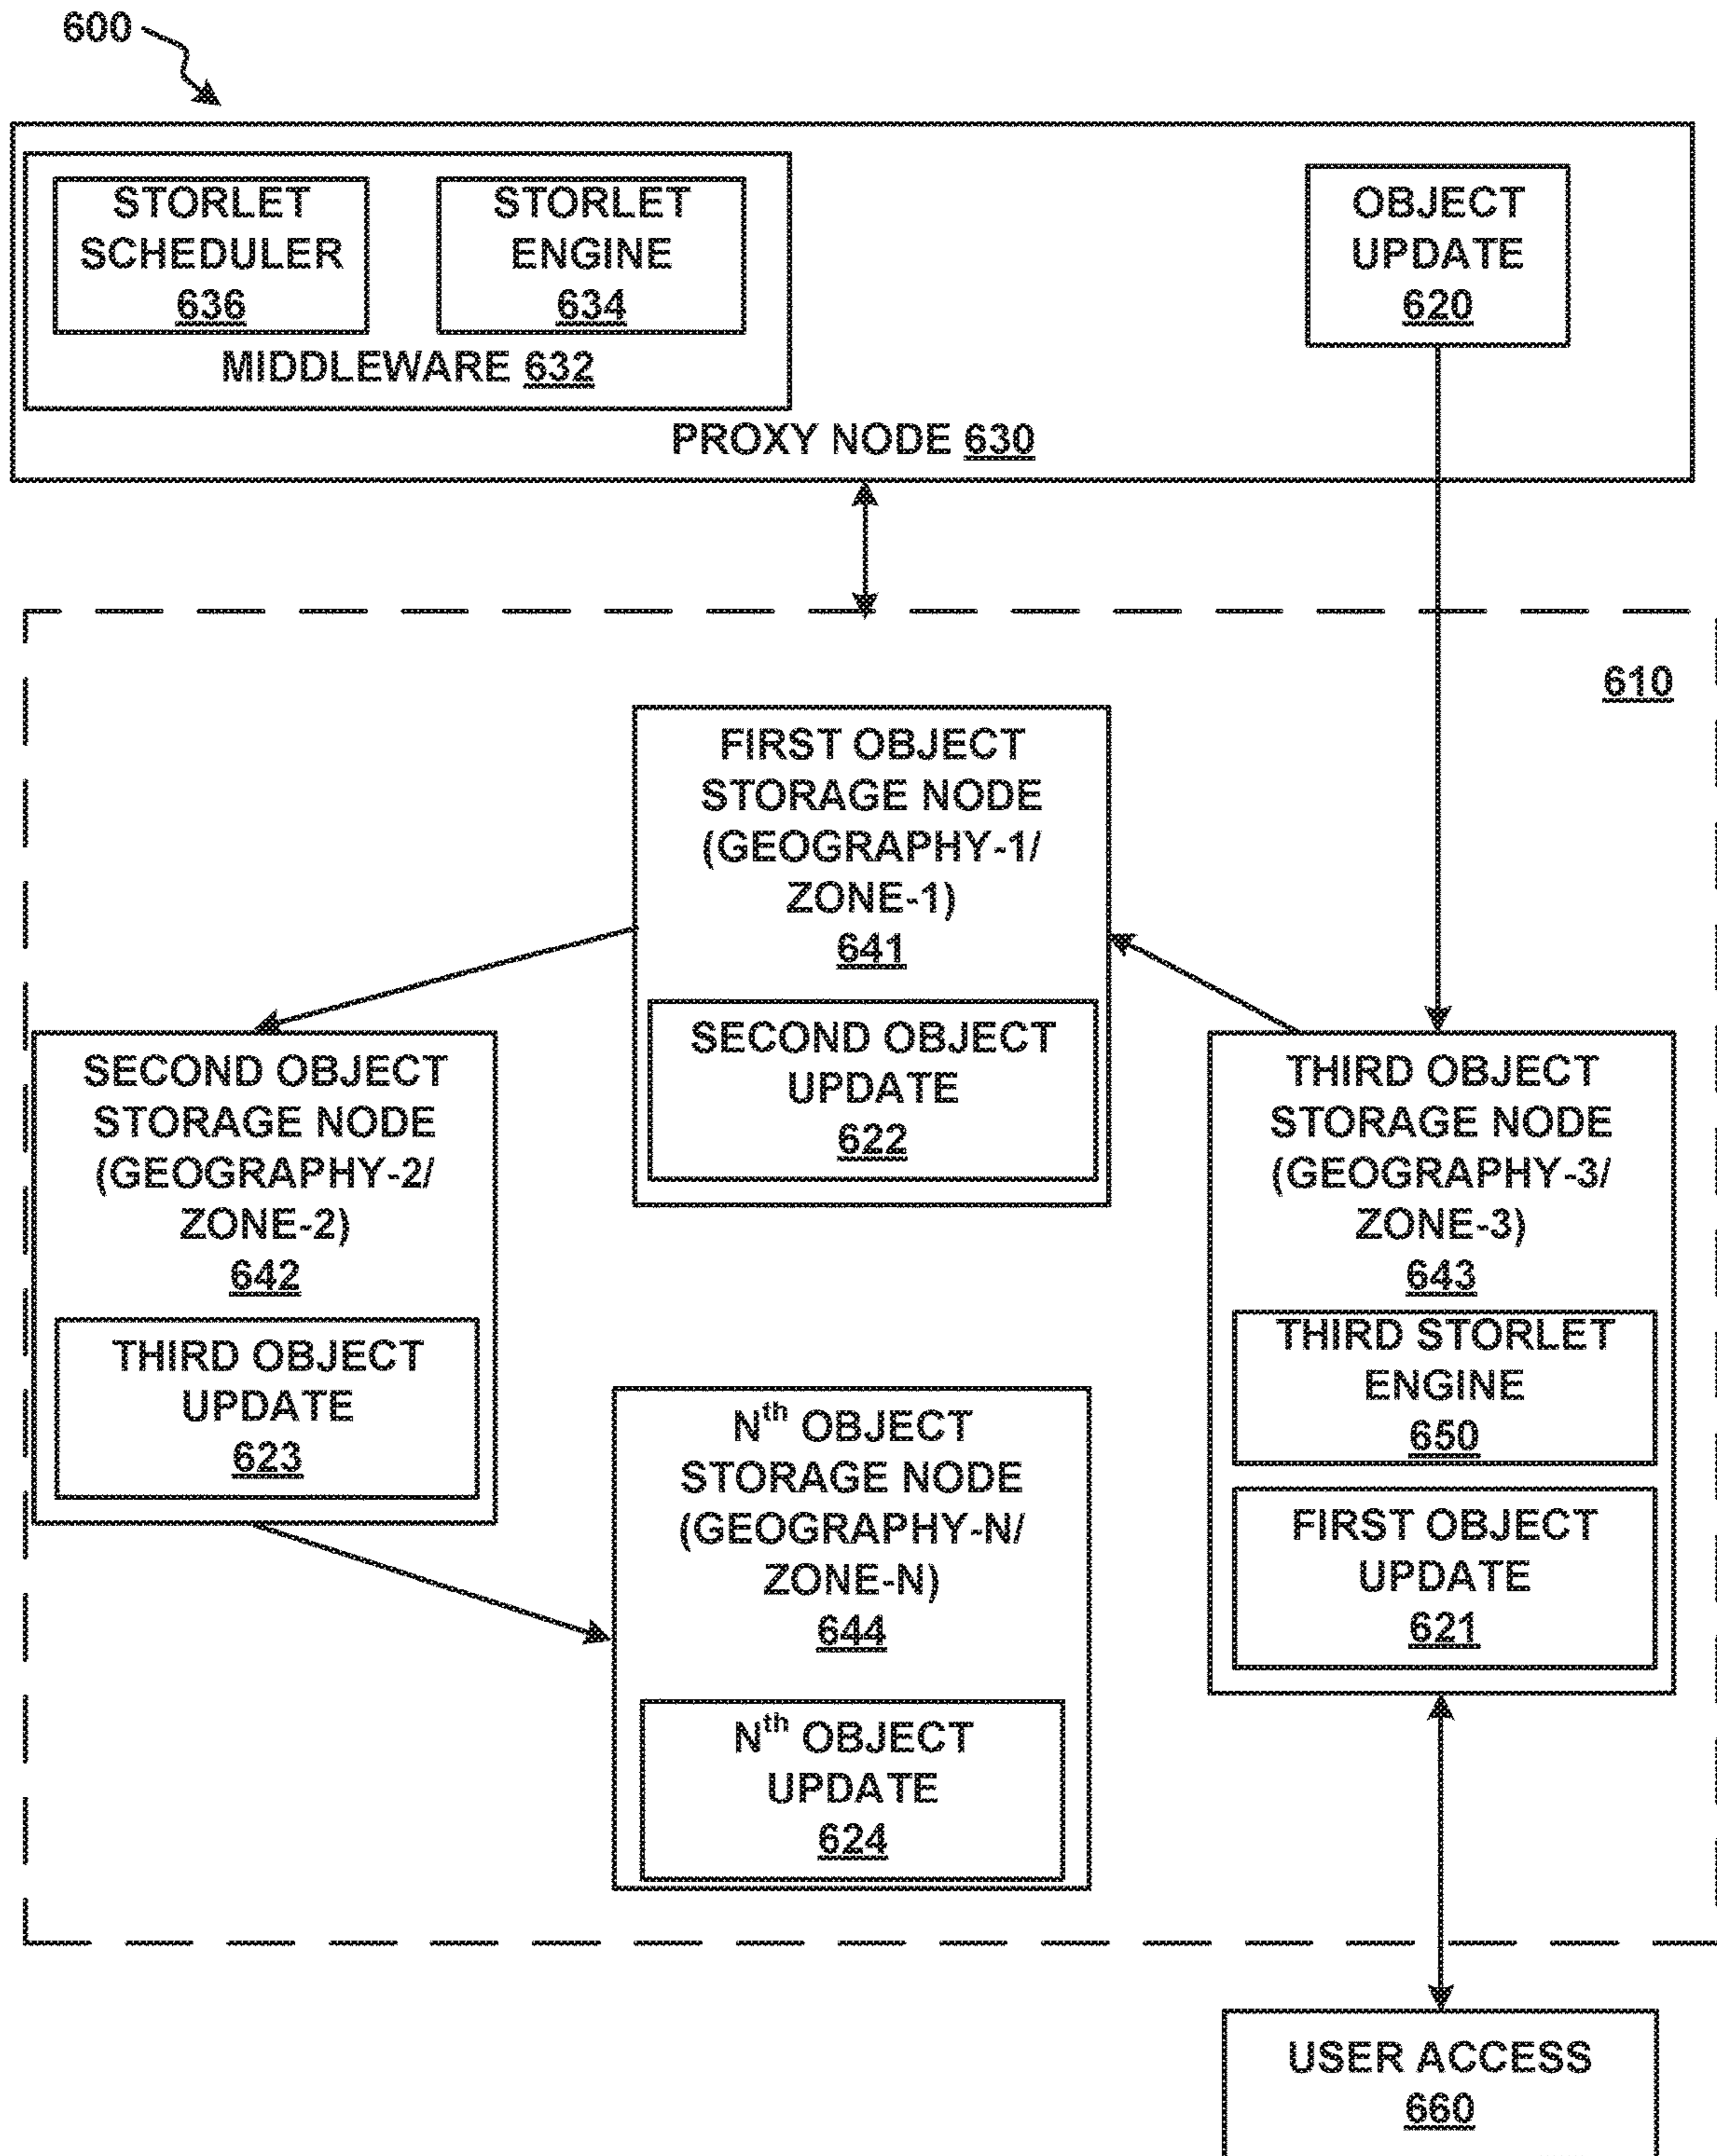 600
STORLET
SCHEDULER
636
STORLET
ENGINE
634
MIDDLEWARE 632
OBJECT
UPDATE
620
PROXY NODE 630
610
FIRST OBJECT
STORAGE NODE
(GEOGRAPHY-1/
ZONE-1)
641
SECOND OBJECT
UPDATE
622
SECOND OBJECT
STORAGE NODE
(GEOGRAPHY-2/
ZONE-2)
642
THIRD OBJECT
UPDATE
623
THIRD OBJECT
STORAGE NODE
(GEOGRAPHY-3/
ZONE-3)
643
THIRD STORLET
ENGINE
650
FIRST OBJECT
UPDATE
621
Nth OBJECT
STORAGE NODE
(GEOGRAPHY-N/
ZONE-N)
644
Nth OBJECT
UPDATE
624
USER ACCESS
660